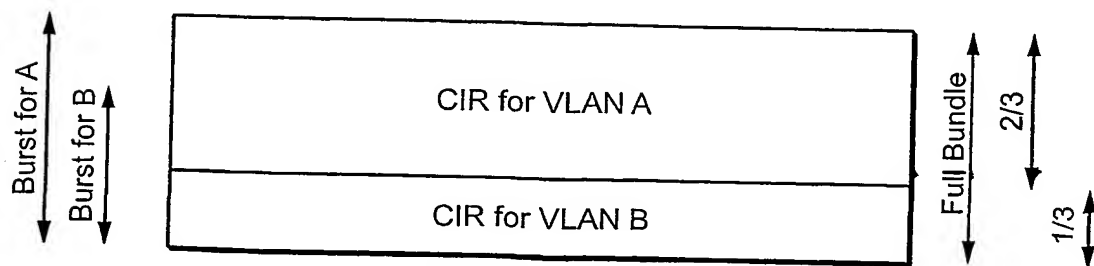 Burst for A
Burst for B
CIR for VLAN A
CIR for VLAN B
Full Bundle
2/3
1/3